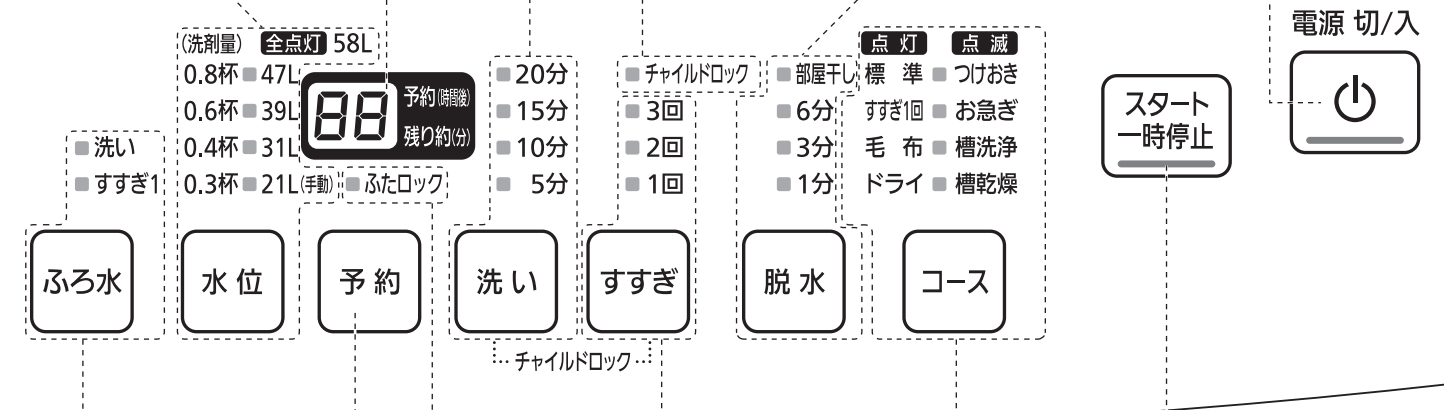 電源 切/入
(洗剤量) 全点灯 58L
点灯 点滅
0.8杯 47L
0.6杯 39L
0.4杯 31L
0.3杯 21L(手動)
88
予約(時間後)
残り約(分)
ふたロック
洗い
すすぎ1
20分
15分
10分
5分
チャイルドロック
3回
2回
1回
部屋干し
6分
3分
1分
標準 つけおき
すすぎ1回 お急ぎ
毛布 槽洗浄
ドライ 槽乾燥
スタート
一時停止
ふろ水
水位
予約
洗い
すすぎ
脱水
コース
チャイルドロック